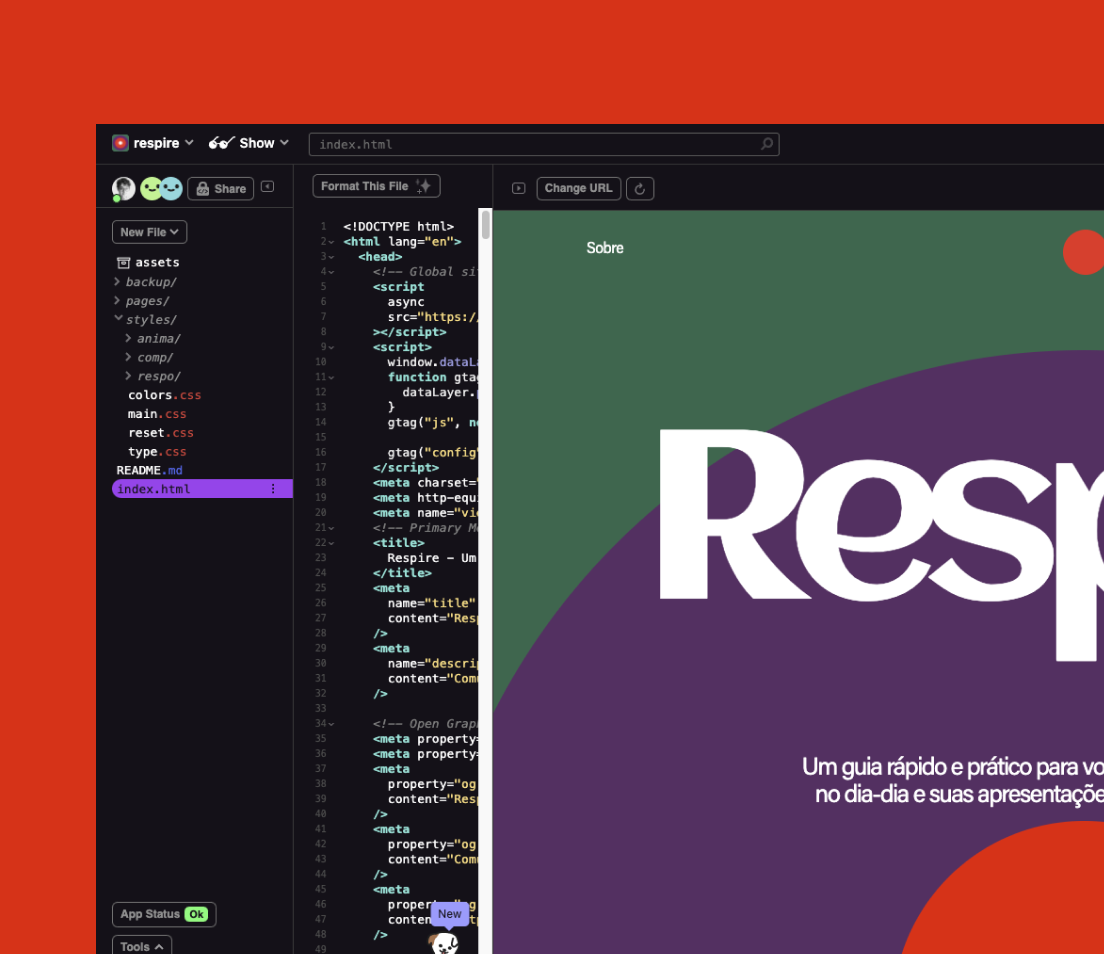 respire
Show
index.html
Share
Format This File
Change URL
New File
assets
backup/
pages/
styles/
anima/
comp/
respo/
colors.css
main.css
reset.css
type.css
README.md
index.html
App Status Ok
Tools
1 <!DOCTYPE html>
2 <html lang="en">
3 <head>
4 <!-- Global si
5 <script
6 async
7 src="https:/
8 ></script>
9 <script>
10 window.dataL
11 function gtag
12 dataLayer.
13 }
14 gtag("js", n
15
16 gtag("config"
17 </script>
18 <meta charset=
19 <meta http-equi
20 <meta name="vie
21 <!-- Primary M
22 <title>
23 Respire – Um
24 </title>
25 <meta
26 name="title"
27 content="Resp
28 />
29 <meta
30 name="descrip
31 content="Com
32 />
33
34 <!-- Open Grap
35 <meta property=
36 <meta property=
37 <meta
38 property="og
39 content="Resp
40 />
41 <meta
42 property="og
43 content="Com
44 />
45 <meta
46 proper
47 conten
48 />
49
New
Sobre
Resp
Um guia rápido e prático para vo
no dia-dia e suas apresentaçõe